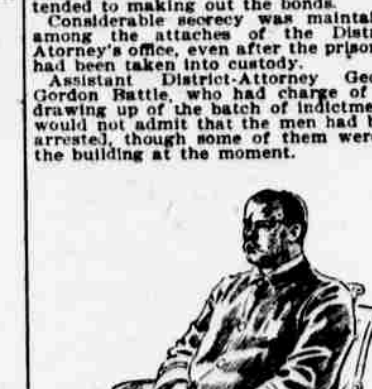 tended to making out the bonds.
Considerable secrecy was maintai
among the attaches of the Distr
Atorney's office, even after the prison
had been taken into custody.
Assistant District-Attorney Geo
Gordon Battle, who had charge of
drawing up of the batch of indictme
would not admit that the men had b
arrested, though some of them were
the building at the moment.